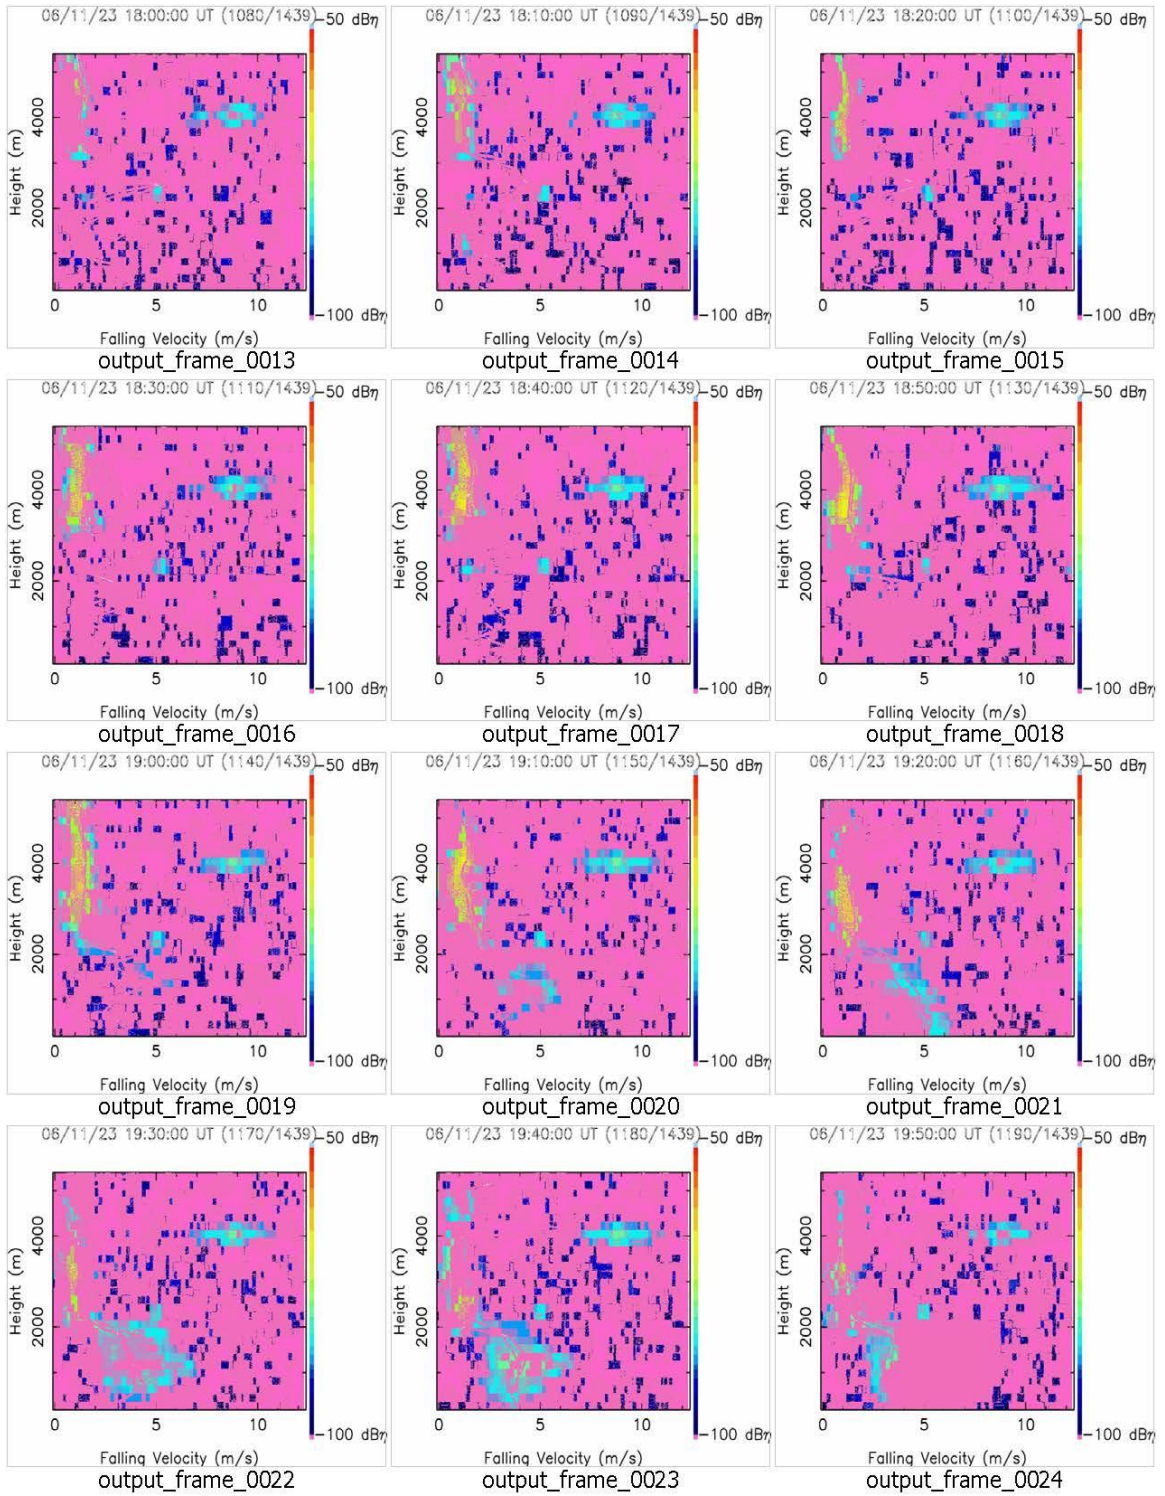 06/11/23 18:00:00 UT (1080/1439) -50 dBη
4000
2000
Height (m)
0 5 10
-100 dBη
Falling Velocity (m/s)
output_frame_0013
06/11/23 18:10:00 UT (1090/1439) -50 dBη
4000
2000
Height (m)
0 5 10
-100 dBη
Falling Velocity (m/s)
output_frame_0014
06/11/23 18:20:00 UT (1100/1439) -50 dBη
4000
2000
Height (m)
0 5 10
-100 dBη
Falling Velocity (m/s)
output_frame_0015
06/11/23 18:30:00 UT (1110/1439) -50 dBη
4000
2000
Height (m)
0 5 10
-100 dBη
Falling Velocity (m/s)
output_frame_0016
06/11/23 18:40:00 UT (1120/1439) -50 dBη
4000
2000
Height (m)
0 5 10
-100 dBη
Falling Velocity (m/s)
output_frame_0017
06/11/23 18:50:00 UT (1130/1439) -50 dBη
4000
2000
Height (m)
0 5 10
-100 dBη
Falling Velocity (m/s)
output_frame_0018
06/11/23 19:00:00 UT (1140/1439) -50 dBη
4000
2000
Height (m)
0 5 10
-100 dBη
Falling Velocity (m/s)
output_frame_0019
06/11/23 19:10:00 UT (1150/1439) -50 dBη
4000
2000
Height (m)
0 5 10
-100 dBη
Falling Velocity (m/s)
output_frame_0020
06/11/23 19:20:00 UT (1160/1439) -50 dBη
4000
2000
Height (m)
0 5 10
-100 dBη
Falling Velocity (m/s)
output_frame_0021
06/11/23 19:30:00 UT (1170/1439) -50 dBη
4000
2000
Height (m)
0 5 10
-100 dBη
Falling Velocity (m/s)
output_frame_0022
06/11/23 19:40:00 UT (1180/1439) -50 dBη
4000
2000
Height (m)
0 5 10
-100 dBη
Falling Velocity (m/s)
output_frame_0023
06/11/23 19:50:00 UT (1190/1439) -50 dBη
4000
2000
Height (m)
0 5 10
-100 dBη
Falling Velocity (m/s)
output_frame_0024